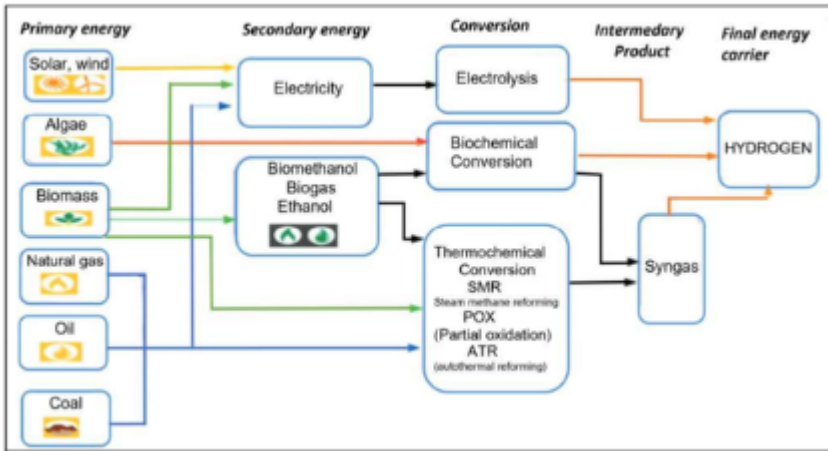 Primary energy
Secondary energy
Conversion
Intermedary
Product
Final energy
carrier
Solar, wind
Electricity
Electrolysis
HYDROGEN
Algae
Biochemical
Conversion
Biomass
Biomethanol
Biogas
Ethanol
Natural gas
Thermochemical
Conversion
SMR
Steam methane reforming
POX
(Partial oxidation)
ATR
(authothermal reforming)
Syngas
Oil
Coal